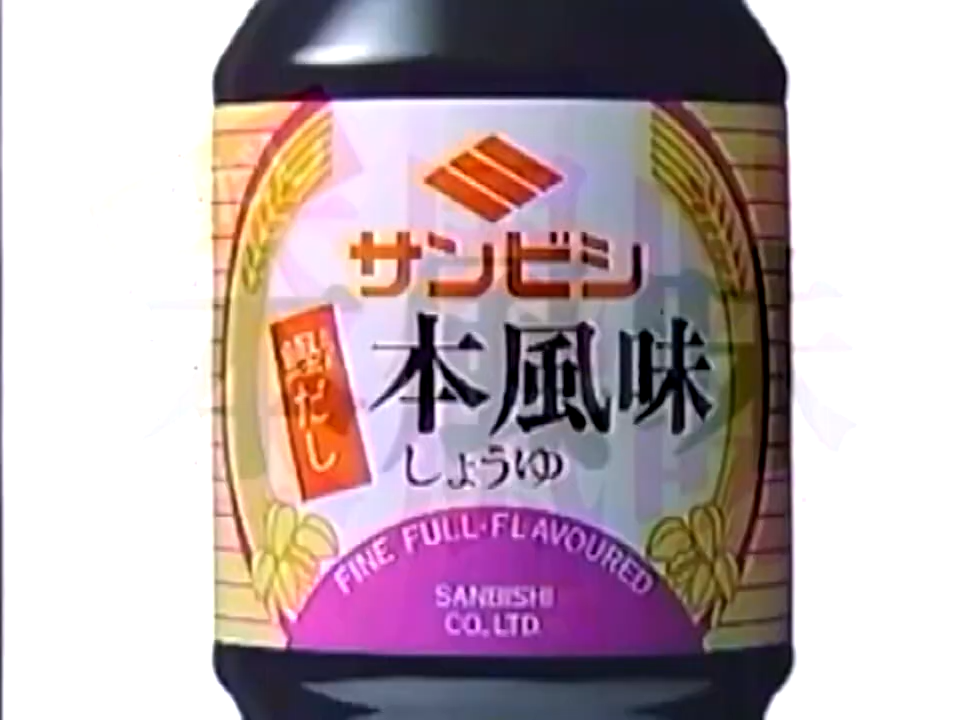 サンビシ
鰹だし
本風味
しょうゆ
FINE FULL-FLAVOURED
SANBISHI
CO., LTD.